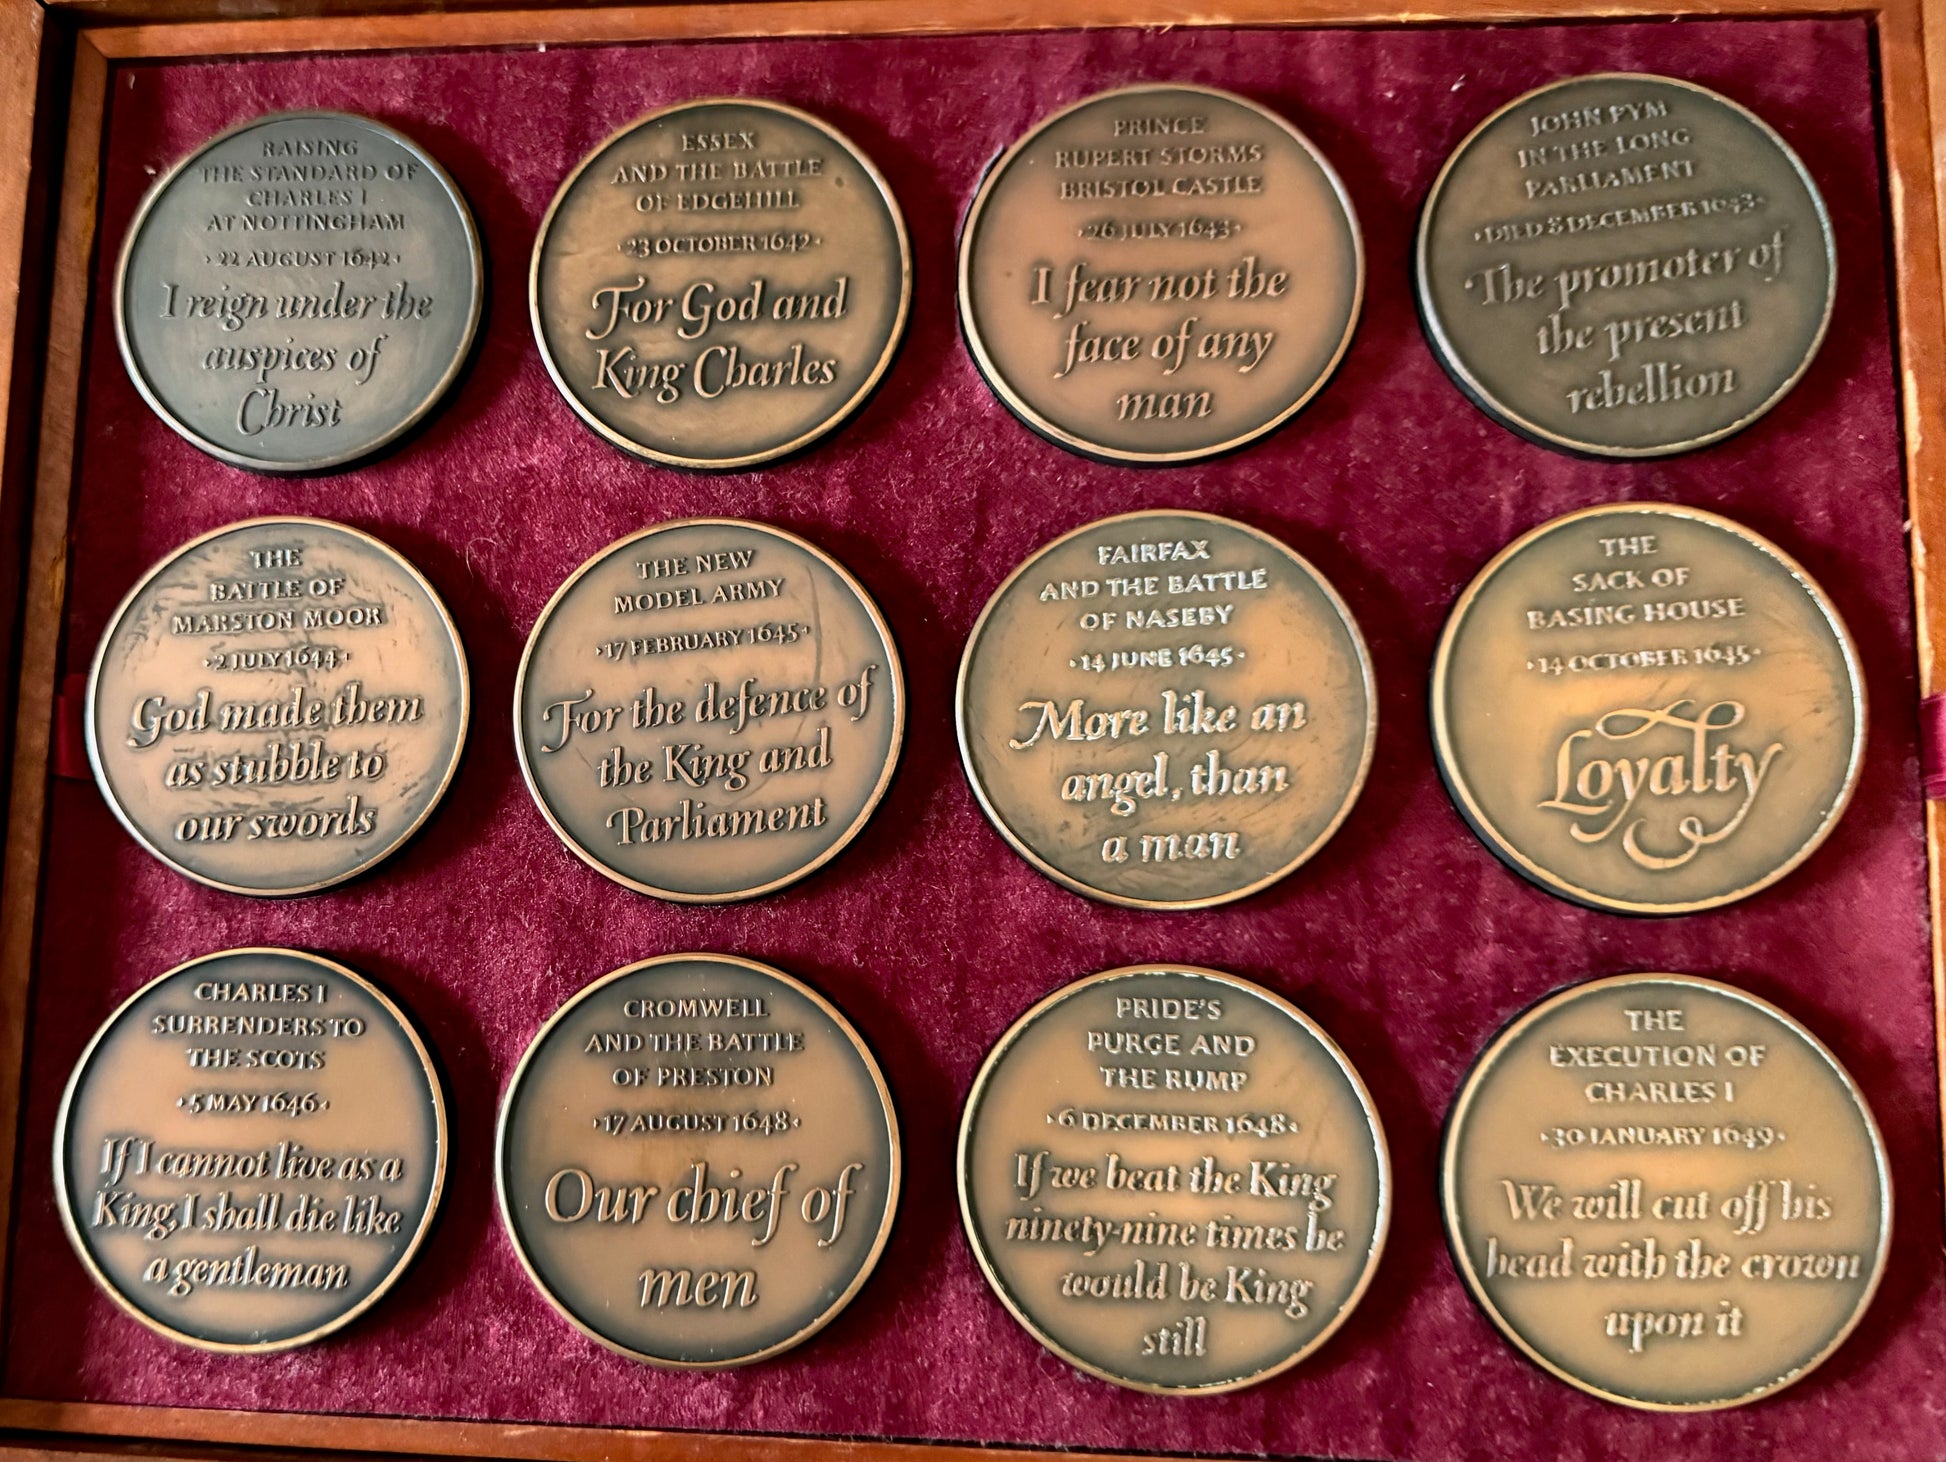 RAISING
THE STANDARD OF
CHARLES I
AT NOTTINGHAM
·22 AUGUST 1642·
I reign under the
auspices of
Christ
ESSEX
AND THE BATTLE
OF EDGEHILL
·23 OCTOBER 1642·
For God and
King Charles
PRINCE
RUPERT STORMS
BRISTOL CASTLE
·26 JULY 1643·
I fear not the
face of any
man
JOHN PYM
IN THE LONG
PARLIAMENT
·DIED 8 DECEMBER 1643·
The promoter of
the present
rebellion
THE
BATTLE OF
MARSTON MOOR
·2 JULY 1644·
God made them
as stubble to
our swords
THE NEW
MODEL ARMY
·17 FEBRUARY 1645·
For the defence of
the King and
Parliament
FAIRFAX
AND THE BATTLE
OF NASEBY
·14 JUNE 1645·
More like an
angel, than
a man
THE
SACK OF
BASING HOUSE
·14 OCTOBER 1645·
Loyalty
CHARLES I
SURRENDERS TO
THE SCOTS
·5 MAY 1646·
If I cannot live as a
King, I shall die like
a gentleman
CROMWELL
AND THE BATTLE
OF PRESTON
·17 AUGUST 1648·
Our chief of
men
PRIDE'S
PURGE AND
THE RUMP
·6 DECEMBER 1648·
If we beat the King
ninety-nine times he
would be King
still
THE
EXECUTION OF
CHARLES I
·30 IANUARY 1649·
We will cut off his
head with the crown
upon it